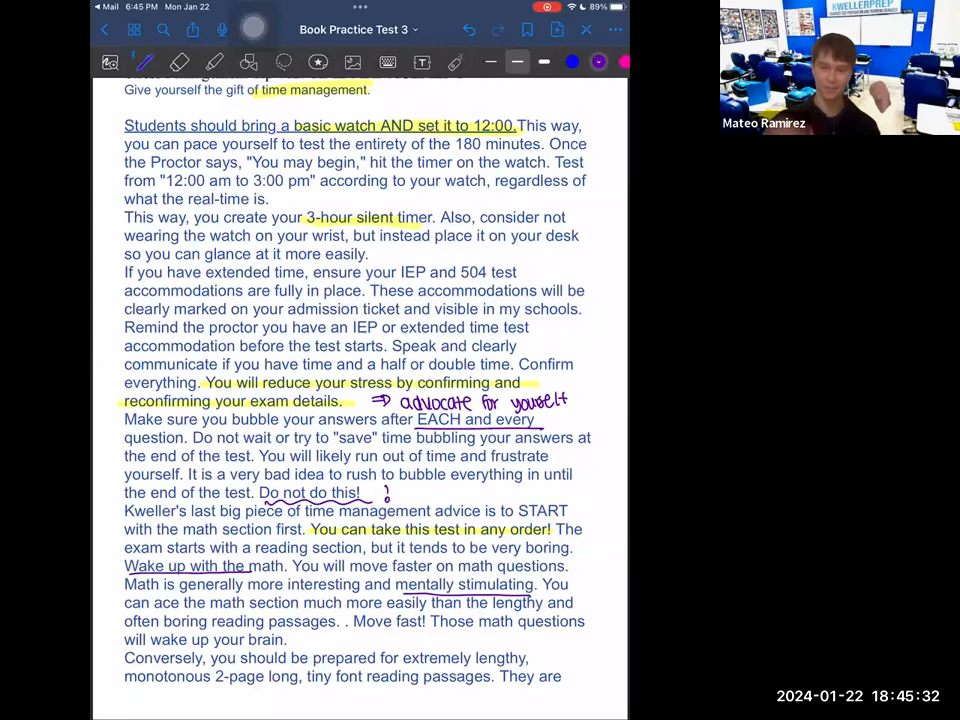 Mail 6:45 PM Mon Jan 22
89%
Book Practice Test 3
KWELLERPREP
Mateo Ramirez
Give yourself the gift of time management.
Students should bring a basic watch AND set it to 12:00. This way,
you can pace yourself to test the entirety of the 180 minutes. Once
the Proctor says, "You may begin," hit the timer on the watch. Test
from "12:00 am to 3:00 pm" according to your watch, regardless of
what the real-time is.
This way, you create your 3-hour silent timer. Also, consider not
wearing the watch on your wrist, but instead place it on your desk
so you can glance at it more easily.
If you have extended time, ensure your IEP and 504 test
accommodations are fully in place. These accommodations will be
clearly marked on your admission ticket and visible in my schools.
Remind the proctor you have an IEP or extended time test
accommodation before the test starts. Speak and clearly
communicate if you have time and a half or double time. Confirm
everything. You will reduce your stress by confirming and
reconfirming your exam details. ⇒ advocate for yourself
Make sure you bubble your answers after EACH and every
question. Do not wait or try to "save" time bubbling your answers at
the end of the test. You will likely run out of time and frustrate
yourself. It is a very bad idea to rush to bubble everything in until
the end of the test. Do not do this! !
Kweller's last big piece of time management advice is to START
with the math section first. You can take this test in any order! The
exam starts with a reading section, but it tends to be very boring.
Wake up with the math. You will move faster on math questions.
Math is generally more interesting and mentally stimulating. You
can ace the math section much more easily than the lengthy and
often boring reading passages. . Move fast! Those math questions
will wake up your brain.
Conversely, you should be prepared for extremely lengthy,
monotonous 2-page long, tiny font reading passages. They are
2024-01-22 18:45:32